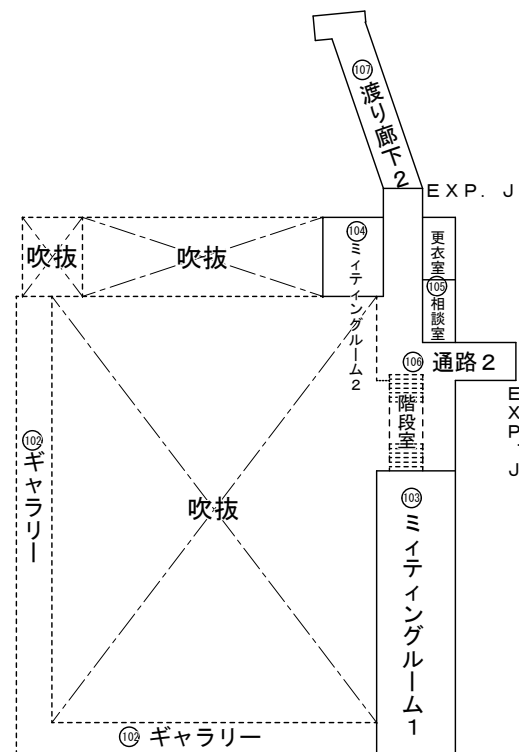 107 渡り廊下2
EXP. J
吹抜
吹抜
104 ミィティングルーム2
更衣室
105 相談室
106 通路2
EXP. J
階段室
102 ギャラリー
吹抜
103 ミィティングルーム1
102 ギャラリー